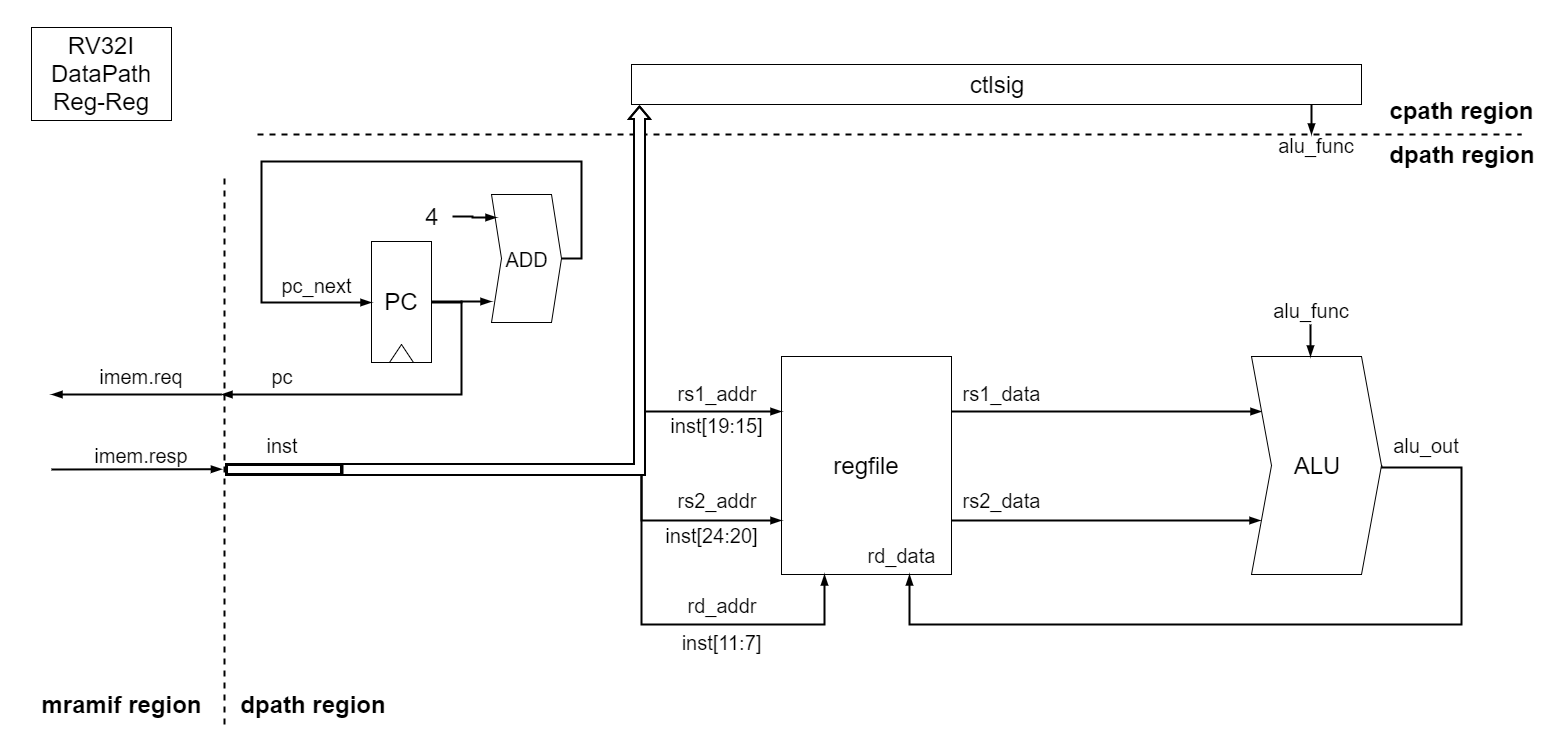 RV32I
DataPath
Reg-Reg
ctlsig
cpath region
alu_func
dpath region
4
ADD
pc_next
PC
imem.req
pc
imem.resp
inst
alu_func
rs1_addr
inst[19:15]
rs1_data
regfile
ALU
alu_out
rs2_addr
inst[24:20]
rs2_data
rd_data
rd_addr
inst[11:7]
mramif region
dpath region